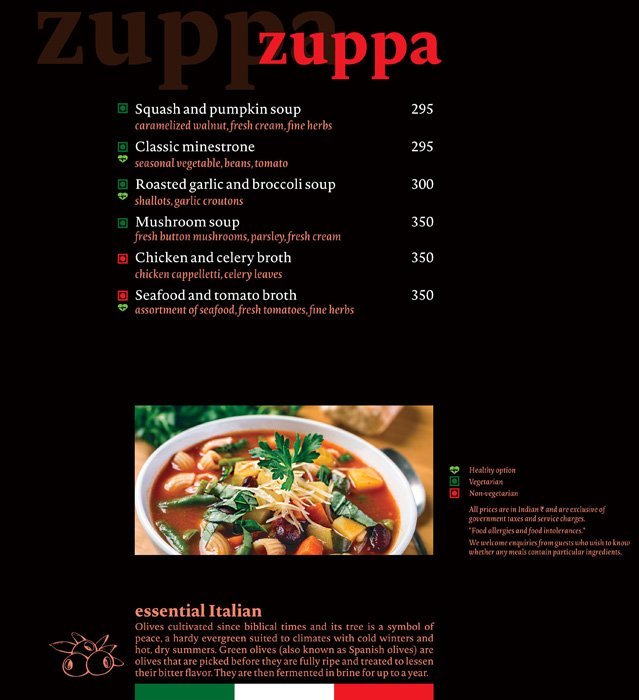 zuppa
zuppa
Squash and pumpkin soup 295
caramelized walnut, fresh cream, fine herbs
Classic minestrone 295
seasonal vegetable, beans, tomato
Roasted garlic and broccoli soup 300
shallots, garlic croutons
Mushroom soup 350
fresh button mushrooms, parsley, fresh cream
Chicken and celery broth 350
chicken cappelletti, celery leaves
Seafood and tomato broth 350
assortment of seafood, fresh tomatoes, fine herbs
Healthy option
Vegetarian
Non-vegetarian
All prices are in Indian ₹ and are exclusive of
government taxes and service charges.
"Food allergies and food intolerances."
We welcome enquiries from guests who wish to know
whether any meals contain particular ingredients.
essential Italian
Olives cultivated since biblical times and its tree is a symbol of
peace, a hardy evergreen suited to climates with cold winters and
hot, dry summers. Green olives (also known as Spanish olives) are
olives that are picked before they are fully ripe and treated to lessen
their bitter flavor. They are then fermented in brine for up to a year.